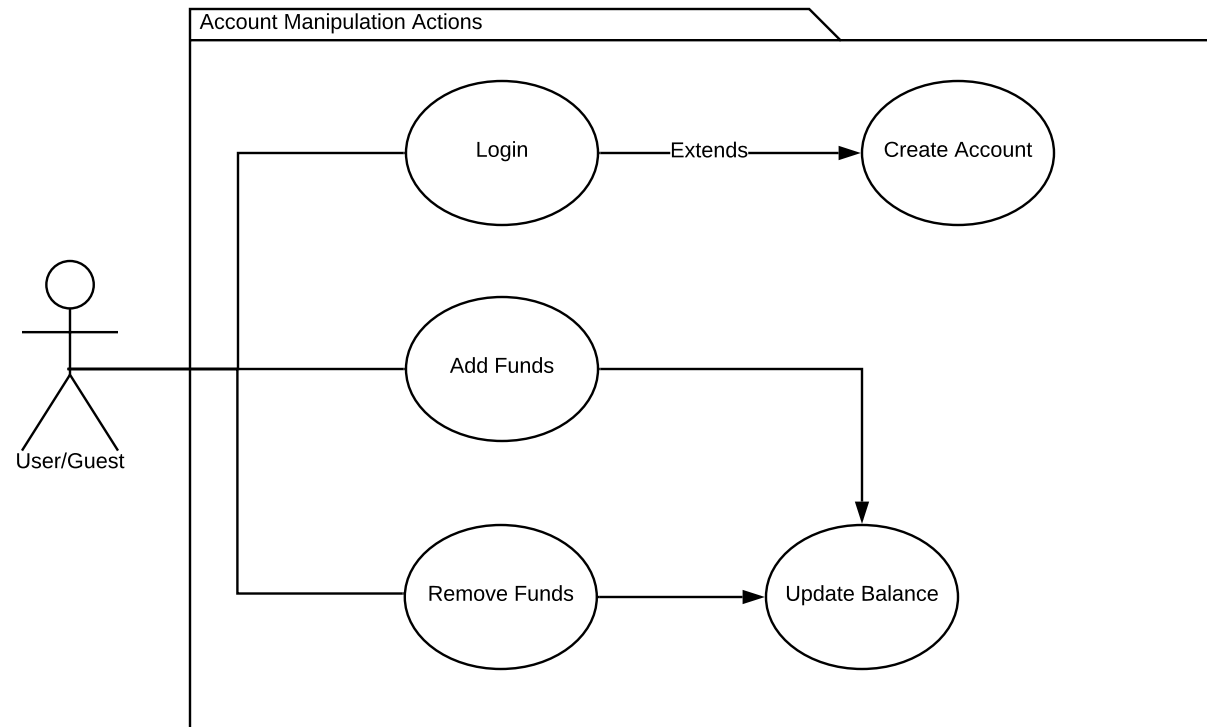 Account Manipulation Actions
Login
Extends
Create Account
Add Funds
User/Guest
Remove Funds
Update Balance